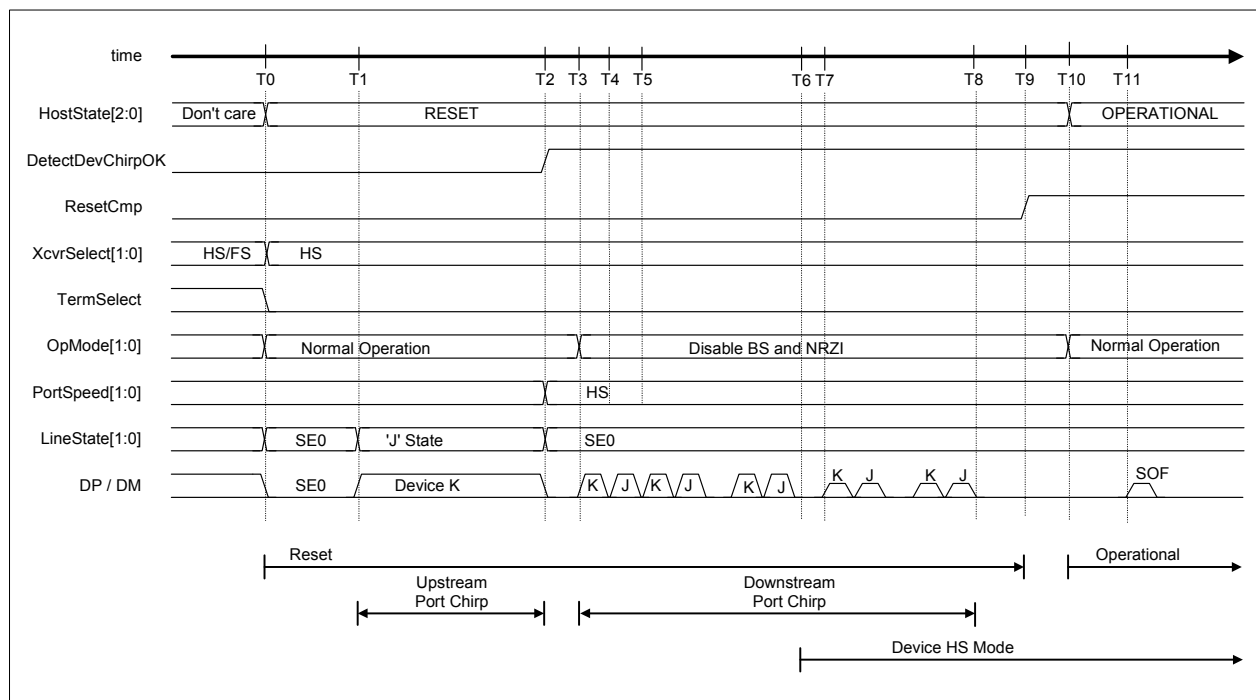 time
T0 T1 T2 T3 T4 T5 T6 T7 T8 T9 T10 T11
HostState[2:0] Don't care RESET OPERATIONAL
DetectDevChirpOK
ResetCmp
XcvrSelect[1:0] HS/FS HS
TermSelect
OpMode[1:0] Normal Operation Disable BS and NRZI Normal Operation
PortSpeed[1:0] HS
LineState[1:0] SE0 'J' State SE0
DP / DM SE0 Device K K J K J K J K J K J SOF
Reset Operational
Upstream Downstream
Port Chirp Port Chirp
Device HS Mode